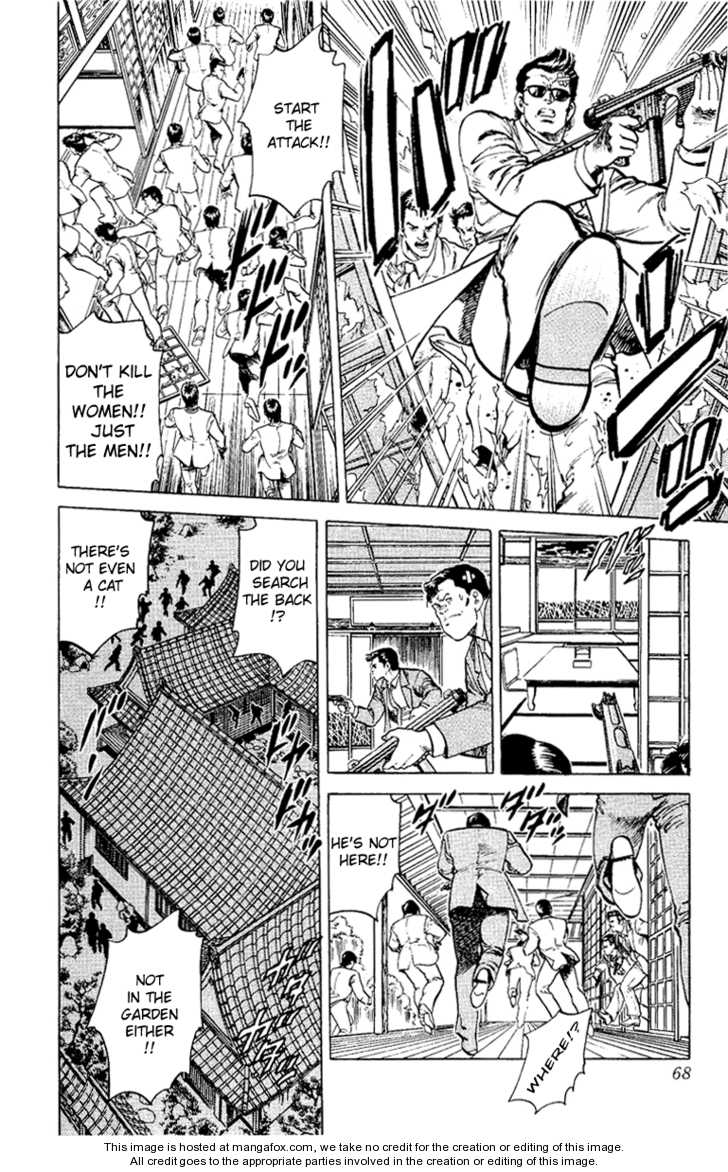 START
THE
ATTACK!!
DON'T KILL
THE
WOMEN!!
JUST
THE MEN!!
HE'S NOT
HERE!!
WHERE!?
DID YOU
SEARCH
THE BACK
!?
THERE'S
NOT EVEN
A CAT
!!
NOT
IN THE
GARDEN
EITHER
!!
68
This image is hosted at mangafox.com, we take no credit for the creation or editing of this image.
All credit goes to the appropriate parties involved in the creation and editing of this image.